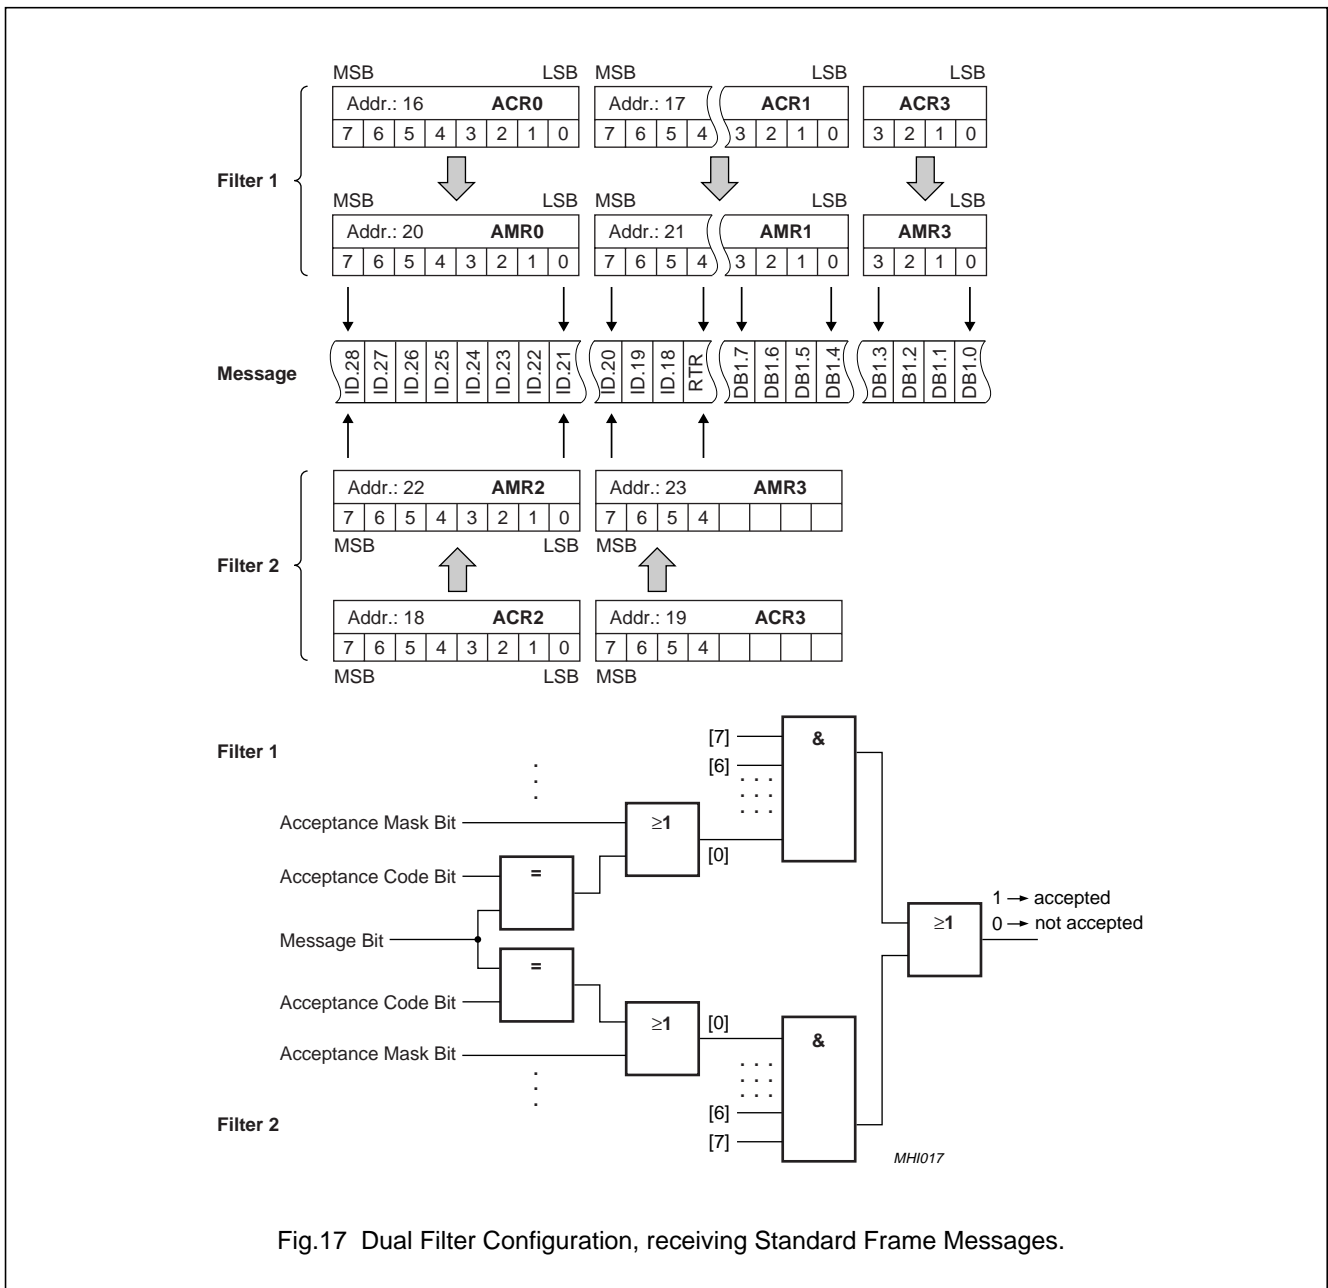 MSB LSB MSB LSB LSB
Addr.: 16 ACR0 Addr.: 17 ACR1 ACR3
7 6 5 4 3 2 1 0 7 6 5 4 3 2 1 0 3 2 1 0
Filter 1
MSB LSB MSB LSB LSB
Addr.: 20 AMR0 Addr.: 21 AMR1 AMR3
7 6 5 4 3 2 1 0 7 6 5 4 3 2 1 0 3 2 1 0
Message ID.28 ID.27 ID.26 ID.25 ID.24 ID.23 ID.22 ID.21 ID.20 ID.19 ID.18 RTR DB1.7 DB1.6 DB1.5 DB1.4 DB1.3 DB1.2 DB1.1 DB1.0
Addr.: 22 AMR2 Addr.: 23 AMR3
7 6 5 4 3 2 1 0 7 6 5 4
MSB LSB MSB
Filter 2
Addr.: 18 ACR2 Addr.: 19 ACR3
7 6 5 4 3 2 1 0 7 6 5 4
MSB LSB MSB
Filter 1
[7] &
[6]
Acceptance Mask Bit ≥1
[0]
Acceptance Code Bit =
1 → accepted
≥1 0 → not accepted
Message Bit
=
Acceptance Code Bit
≥1 [0]
&
Acceptance Mask Bit
[6]
Filter 2
[7]
MHI017
Fig.17 Dual Filter Configuration, receiving Standard Frame Messages.